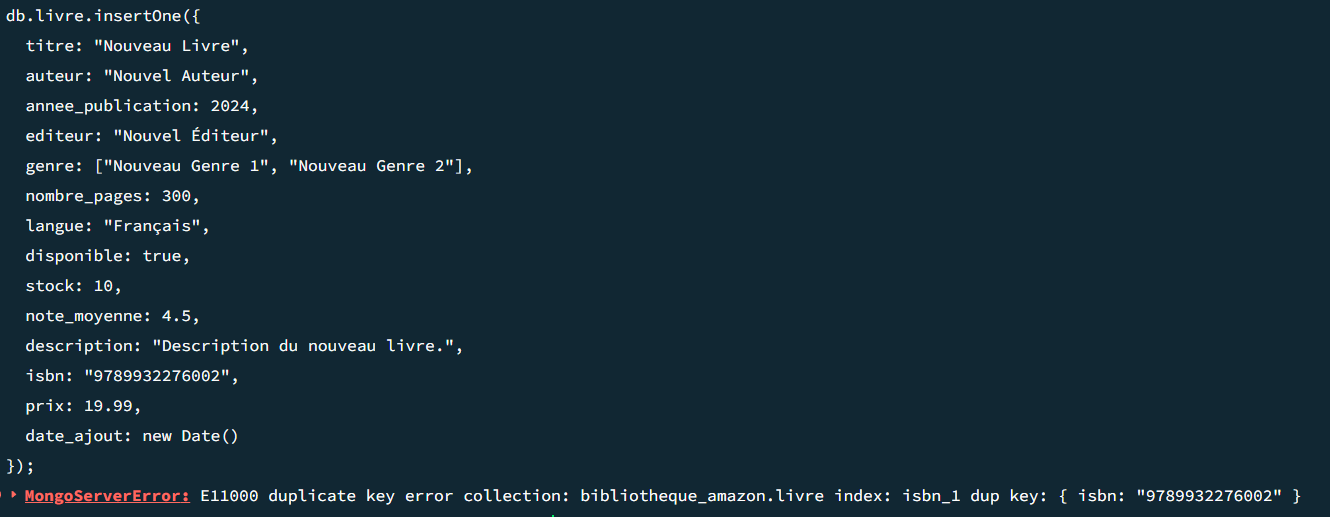 db.livre.insertOne({
  titre: "Nouveau Livre",
  auteur: "Nouvel Auteur",
  annee_publication: 2024,
  editeur: "Nouvel Éditeur",
  genre: ["Nouveau Genre 1", "Nouveau Genre 2"],
  nombre_pages: 300,
  langue: "Français",
  disponible: true,
  stock: 10,
  note_moyenne: 4.5,
  description: "Description du nouveau livre.",
  isbn: "9789932276002",
  prix: 19.99,
  date_ajout: new Date()
});
MongoServerError: E11000 duplicate key error collection: bibliotheque_amazon.livre index: isbn_1 dup key: { isbn: "9789932276002" }